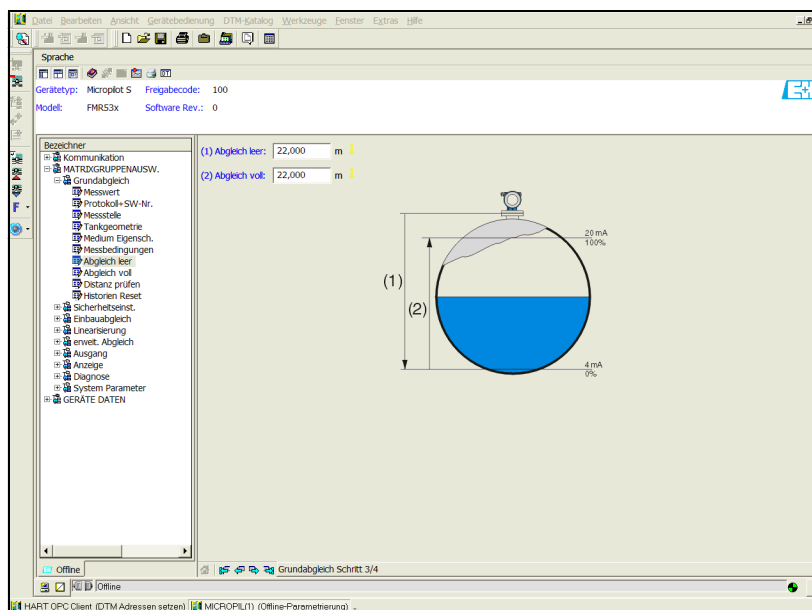 Datei Bearbeiten Ansicht Gerätebedienung DTM-Katalog Werkzeuge Fenster Extras Hilfe
Sprache
Gerätetyp: Micropilot S Freigabecode: 100
Modell: FMR53x Software Rev.: 0
E+
Bezeichner
Kommunikation
MATRIXGRUPPENAUSW.
Grundabgleich
Messwert
Protokoll+SW-Nr.
Messstelle
Tankgeometrie
Medium Eigensch.
Messbedingungen
Abgleich leer
Abgleich voll
Distanz prüfen
Historien Reset
Sicherheitseinst.
Einbauabgleich
Linearisierung
erweit. Abgleich
Ausgang
Anzeige
Diagnose
System Parameter
GERÄTE DATEN
(1) Abgleich leer: 22,000 m
(2) Abgleich voll: 22,000 m
20 mA
100%
(1)
(2)
4 mA
0%
F
Offline
Grundabgleich Schritt 3/4
Offline
HART OPC Client (DTM Adressen setzen) MICROPIL(1) (Offline-Parametrierung)